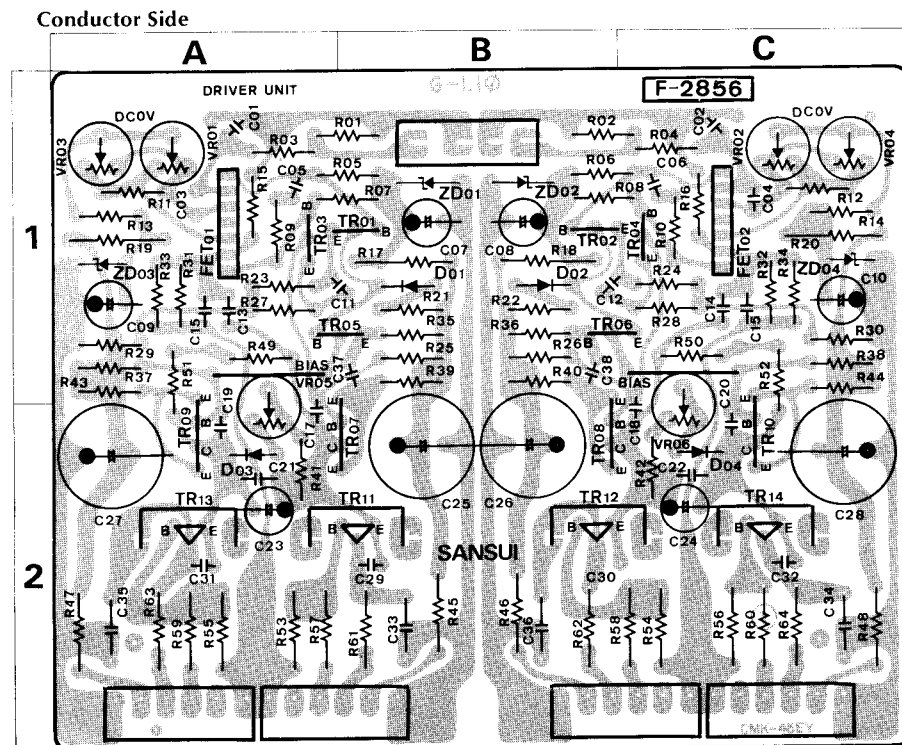 Conductor Side
A B C
DRIVER UNIT G-110 F-2856
DC0V C01 C02 DC0V
VR03 VR01 R01 R02 VR02 VR04
R03 R04
R15 C05 R05 R06 C06 R16
R11 C03 R07 ZD01 ZD02 R08 C04 R12
R13 B TR03 TR01 B B TR02 TR04 B R14
1
R19 FET01 R09 E E E E R10 FET02 R20
R17 C07 C08 R18
ZD03 R33 R31 R23 D01 D02 R24 R32 R34 ZD04 C10
C11 C12
C09 C15 C13 R27 R21 R22 R28 C14 C15
R35 R36 R30
TR05 TR06
B E B E
R29 R49 R25 R26 R50 R38
R43 R37 R51 BIAS C37 R39 R40 C38 BIAS R52 R44
VR05
TR09 E B C E C19 C17 E B C E TR07 TR08 E B C E C18 C20 E B C E TR10
VR06
D03 C21 R41 R42 C22 D04
C27 TR13 TR11 C25 C26 TR12 TR14 C28
B E C23 B E B E C24 B E
SANSUI
2
C31 C29 C30 C32
R47 C35 R63 R59 R55 R53 R57 R61 C33 R45 R46 C36 R62 R58 R54 R56 R60 R64 C34 R48
CMK-46EY